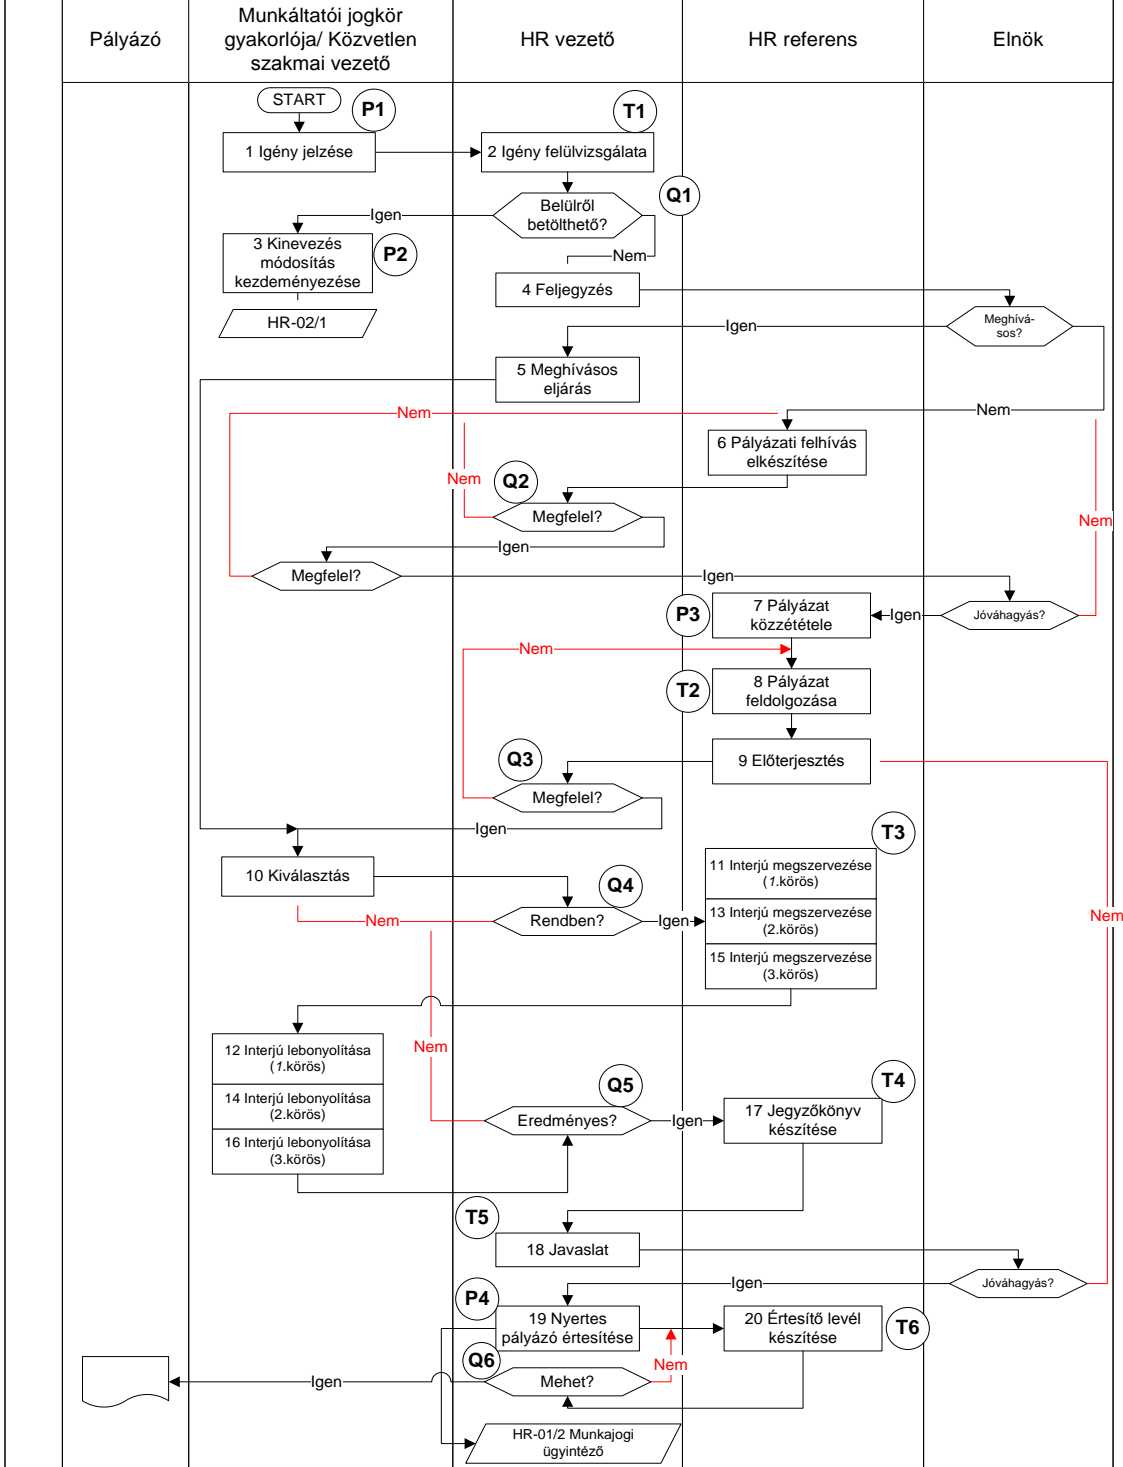 Pályázó
Munkáltatói jogkör
gyakorlója/ Közvetlen
szakmai vezető
HR vezető
HR referens
Elnök
START
P1
T1
1 Igény jelzése
2 Igény felülvizsgálata
Q1
Belülről
betölthető?
Igen
Nem
3 Kinevezés
módosítás
kezdeményezése
P2
HR-02/1
4 Feljegyzés
Meghívá-
sos?
Igen
Nem
5 Meghívásos
eljárás
Nem
6 Pályázati felhívás
elkészítése
Nem
Q2
Megfelel?
Nem
Igen
Megfelel?
Igen
P3
7 Pályázat
közzététele
Igen
Jóváhagyás?
Nem
T2
8 Pályázat
feldolgozása
Q3
9 Előterjesztés
Megfelel?
Igen
T3
10 Kiválasztás
Q4
11 Interjú megszervezése
(1.körös)
Nem
Rendben?
Igen
13 Interjú megszervezése
(2.körös)
Nem
15 Interjú megszervezése
(3.körös)
12 Interjú lebonyolítása
(1.körös)
Nem
14 Interjú lebonyolítása
(2.körös)
16 Interjú lebonyolítása
(3.körös)
Q5
T4
Eredményes?
Igen
17 Jegyzőkönyv
készítése
T5
18 Javaslat
Igen
Jóváhagyás?
P4
19 Nyertes
pályázó értesítése
20 Értesítő levél
készítése
T6
Q6
Nem
Igen
Mehet?
HR-01/2 Munkajogi
ügyintéző